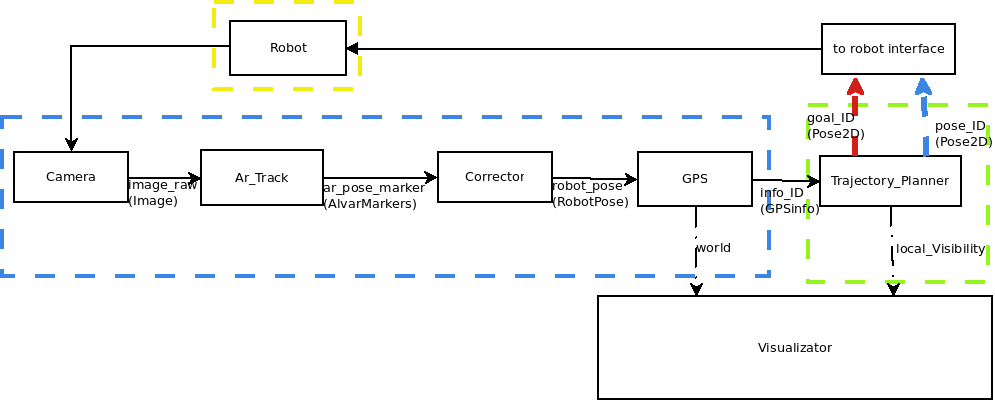 Robot
to robot interface
goal_ID
(Pose2D)
pose_ID
(Pose2D)
Camera
image_raw
(Image)
Ar_Track
ar_pose_marker
(AlvarMarkers)
Corrector
robot_pose
(RobotPose)
GPS
info_ID
(GPSinfo)
Trajectory_Planner
world
local_Visibility
Visualizator